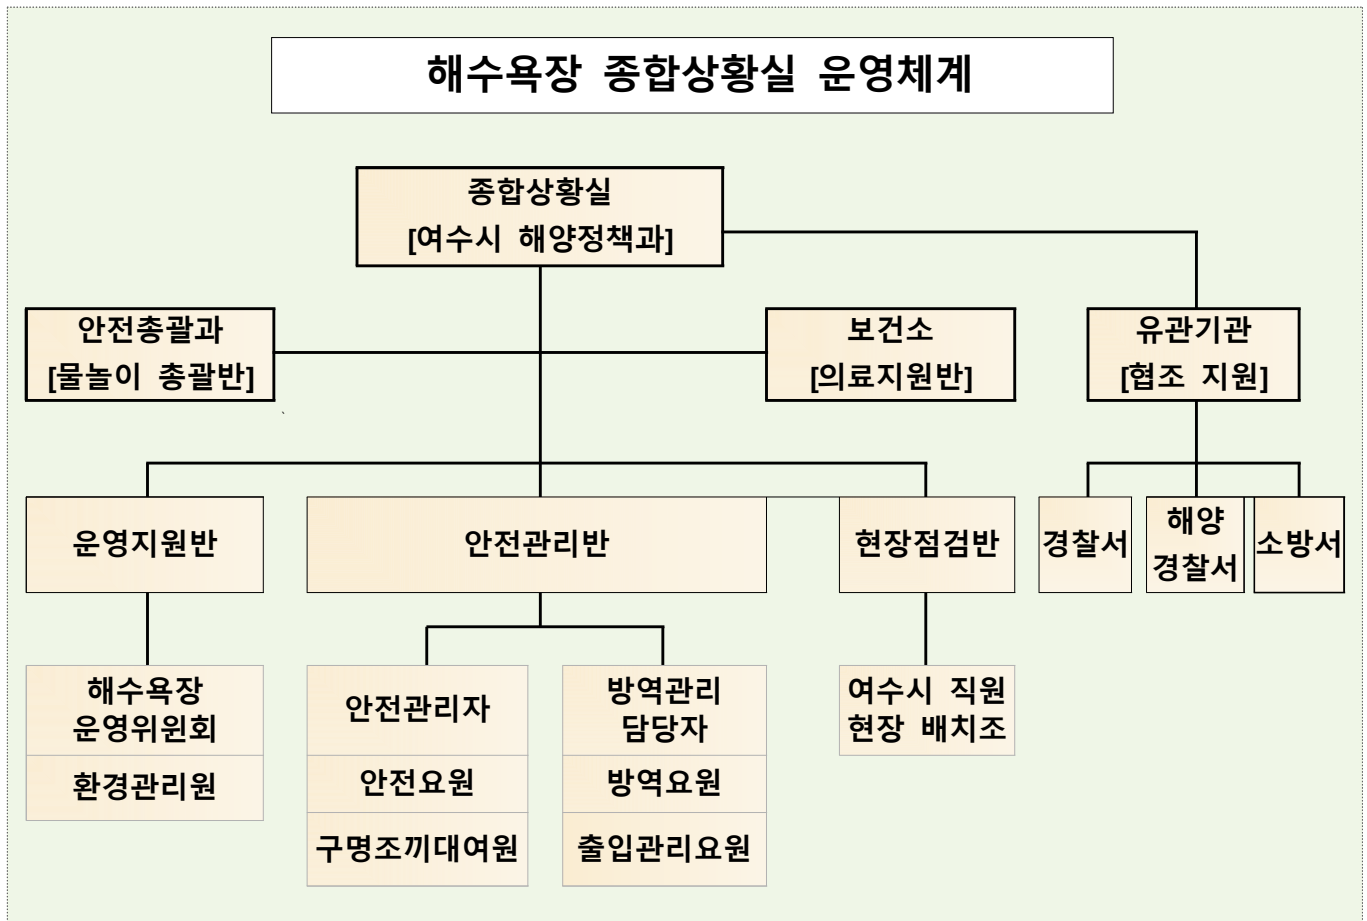 해수욕장 종합상황실 운영체계
종합상황실
[여수시 해양정책과]
안전총괄과
[물놀이 총괄반]
보건소
[의료지원반]
유관기관
[협조 지원]
운영지원반
안전관리반
현장점검반
경찰서
해양
경찰서
소방서
해수욕장
운영위윈회
환경관리원
안전관리자
안전요원
구명조끼대여원
방역관리
담당자
방역요원
출입관리요원
여수시 직원
현장 배치조